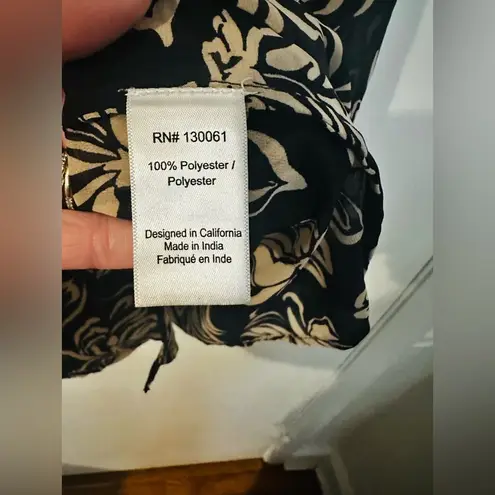 RN# 130061
100% Polyester /
Polyester
Designed in California
Made in India
Fabriqué en Inde